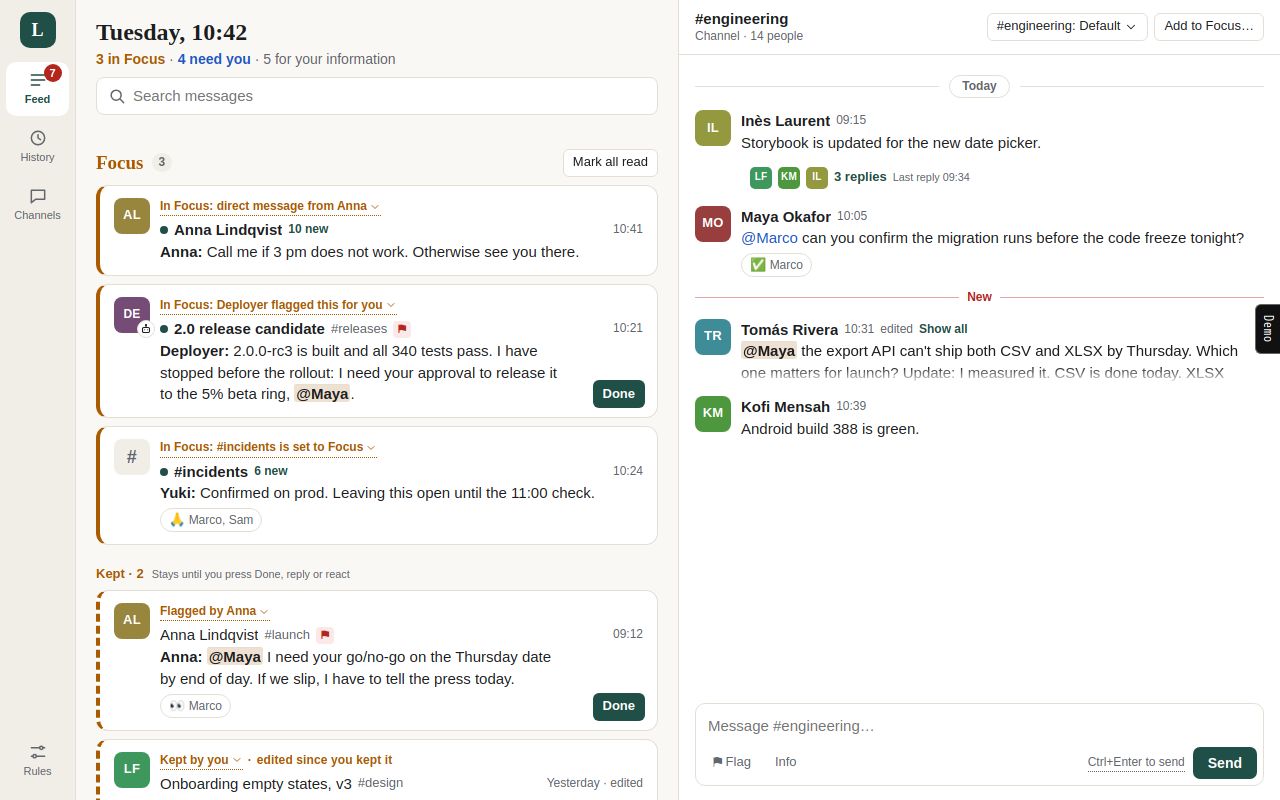 L
7
Feed
History
Channels
Rules
Tuesday, 10:42
3 in Focus · 4 need you · 5 for your information
Search messages
Focus 3
Mark all read
AL
In Focus: direct message from Anna
Anna Lindqvist 10 new 10:41
Anna: Call me if 3 pm does not work. Otherwise see you there.
DE
In Focus: Deployer flagged this for you
2.0 release candidate #releases 10:21
Deployer: 2.0.0-rc3 is built and all 340 tests pass. I have
stopped before the rollout: I need your approval to release it
to the 5% beta ring, @Maya.
Done
#
In Focus: #incidents is set to Focus
#incidents 6 new 10:24
Yuki: Confirmed on prod. Leaving this open until the 11:00 check.
🙏 Marco, Sam
Kept · 2 Stays until you press Done, reply or react
AL
Flagged by Anna
Anna Lindqvist #launch 09:12
Anna: @Maya I need your go/no-go on the Thursday date
by end of day. If we slip, I have to tell the press today.
👀 Marco
Done
LF
Kept by you · edited since you kept it
Onboarding empty states, v3 #design Yesterday · edited
#engineering
Channel · 14 people
#engineering: Default
Add to Focus…
Today
IL
Inès Laurent 09:15
Storybook is updated for the new date picker.
LF KM IL 3 replies Last reply 09:34
MO
Maya Okafor 10:05
@Marco can you confirm the migration runs before the code freeze tonight?
✅ Marco
New
TR
Tomás Rivera 10:31 edited Show all
@Maya the export API can't ship both CSV and XLSX by Thursday. Which
one matters for launch? Update: I measured it. CSV is done today. XLSX
KM
Kofi Mensah 10:39
Android build 388 is green.
Demo
Message #engineering…
Flag
Info
Ctrl+Enter to send
Send